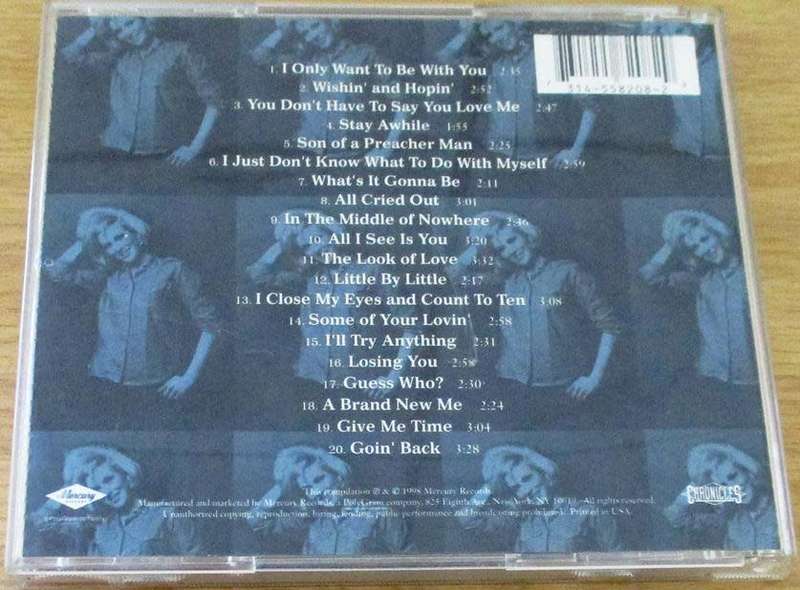 1. I Only Want To Be With You 2:35
2. Wishin' and Hopin' 2:52
3. You Don't Have To Say You Love Me 2:47
4. Stay Awhile 1:55
5. Son of a Preacher Man 2:25
6. I Just Don't Know What To Do With Myself 2:59
7. What's It Gonna Be 2:11
8. All Cried Out 3:01
9. In The Middle of Nowhere 2:46
10. All I See Is You 3:20
11. The Look of Love 3:32
12. Little By Little 2:17
13. I Close My Eyes and Count To Ten 3:08
14. Some of Your Lovin' 2:58
15. I'll Try Anything 2:31
16. Losing You 2:58
17. Guess Who? 2:30
18. A Brand New Me 2:24
19. Give Me Time 3:04
20. Goin' Back 3:28
314-558208-2
Mercury
This compilation ℗ & © 1998 Mercury Records
Manufactured and marketed by Mercury Records, a PolyGram company, 825 Eighth Ave., New York, NY 10019. All rights reserved.
Unauthorized copying, reproduction, hiring, lending, public performance and broadcasting prohibited. Printed in USA.
CHRONICLES